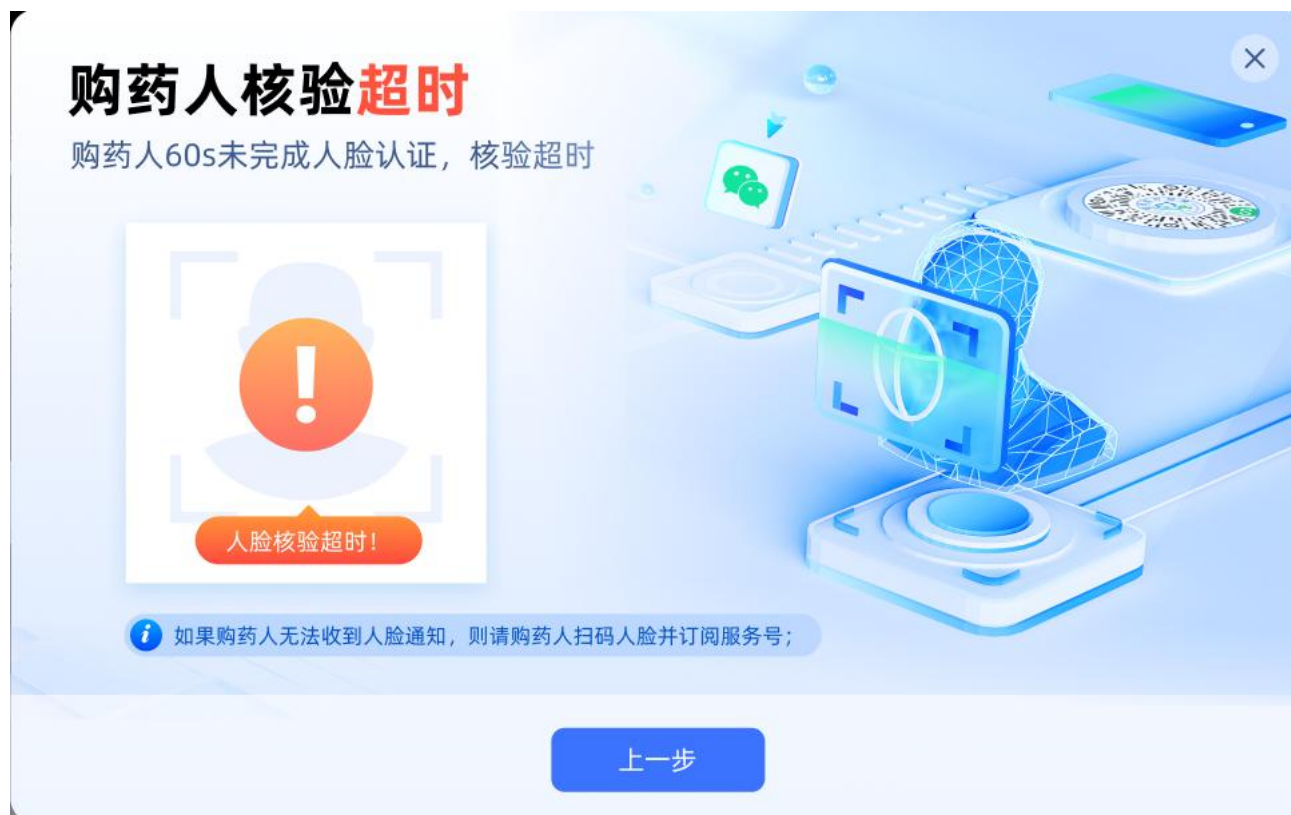 购药人核验超时
购药人60s未完成人脸认证，核验超时
人脸核验超时!
如果购药人无法收到人脸通知，则请购药人扫码人脸并订阅服务号；
上一步